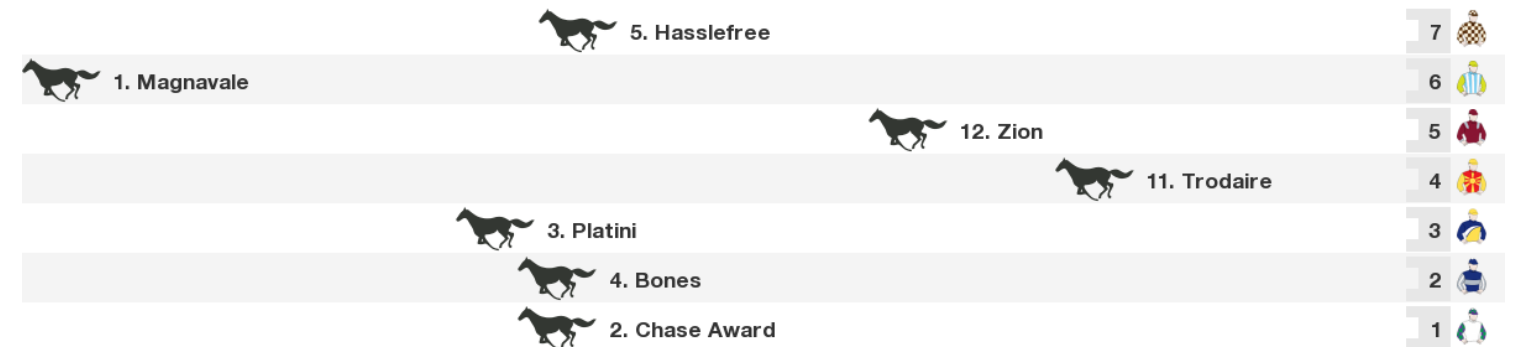 5. Hasslefree 7
1. Magnavale 6
12. Zion 5
11. Trodaire 4
3. Platini 3
4. Bones 2
2. Chase Award 1